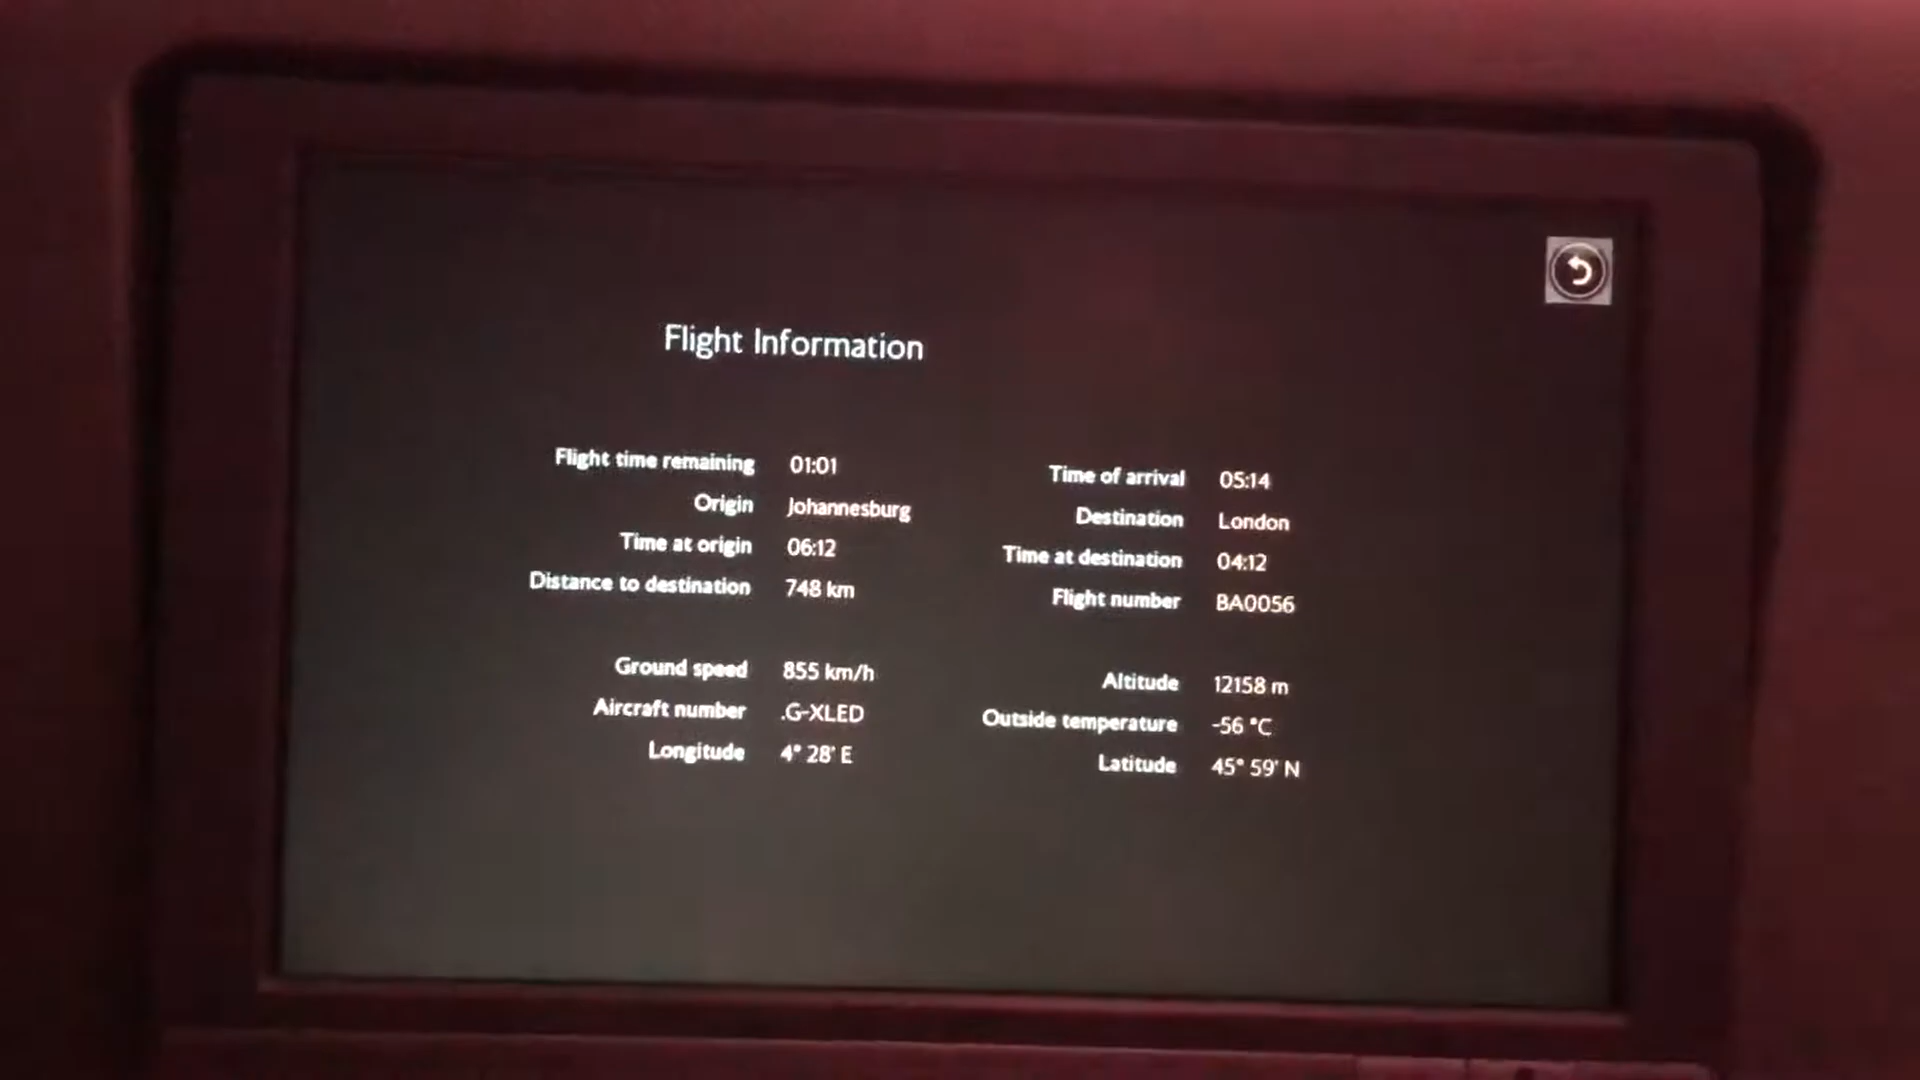 Flight Information
Flight time remaining 01:01
Time of arrival 05:14
Origin Johannesburg
Destination London
Time at origin 06:12
Time at destination 04:12
Distance to destination 748 km
Flight number BA0056
Ground speed 855 km/h
Altitude 12158 m
Aircraft number .G-XLED
Outside temperature -56 °C
Longitude 4° 28' E
Latitude 45° 59' N